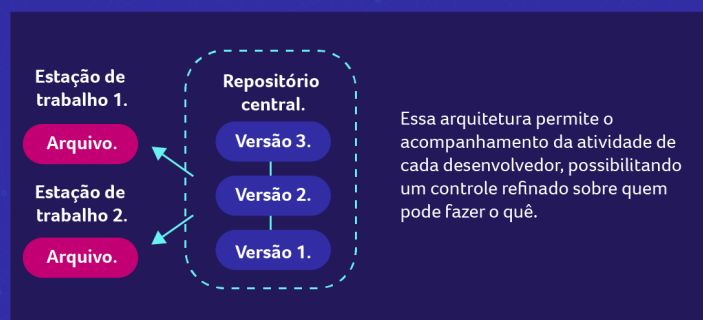 Estação de
trabalho 1.
Arquivo.
Estação de
trabalho 2.
Arquivo.
Repositório
central.
Versão 3.
Versão 2.
Versão 1.
Essa arquitetura permite o
acompanhamento da atividade de
cada desenvolvedor, possibilitando
um controle refinado sobre quem
pode fazer o quê.